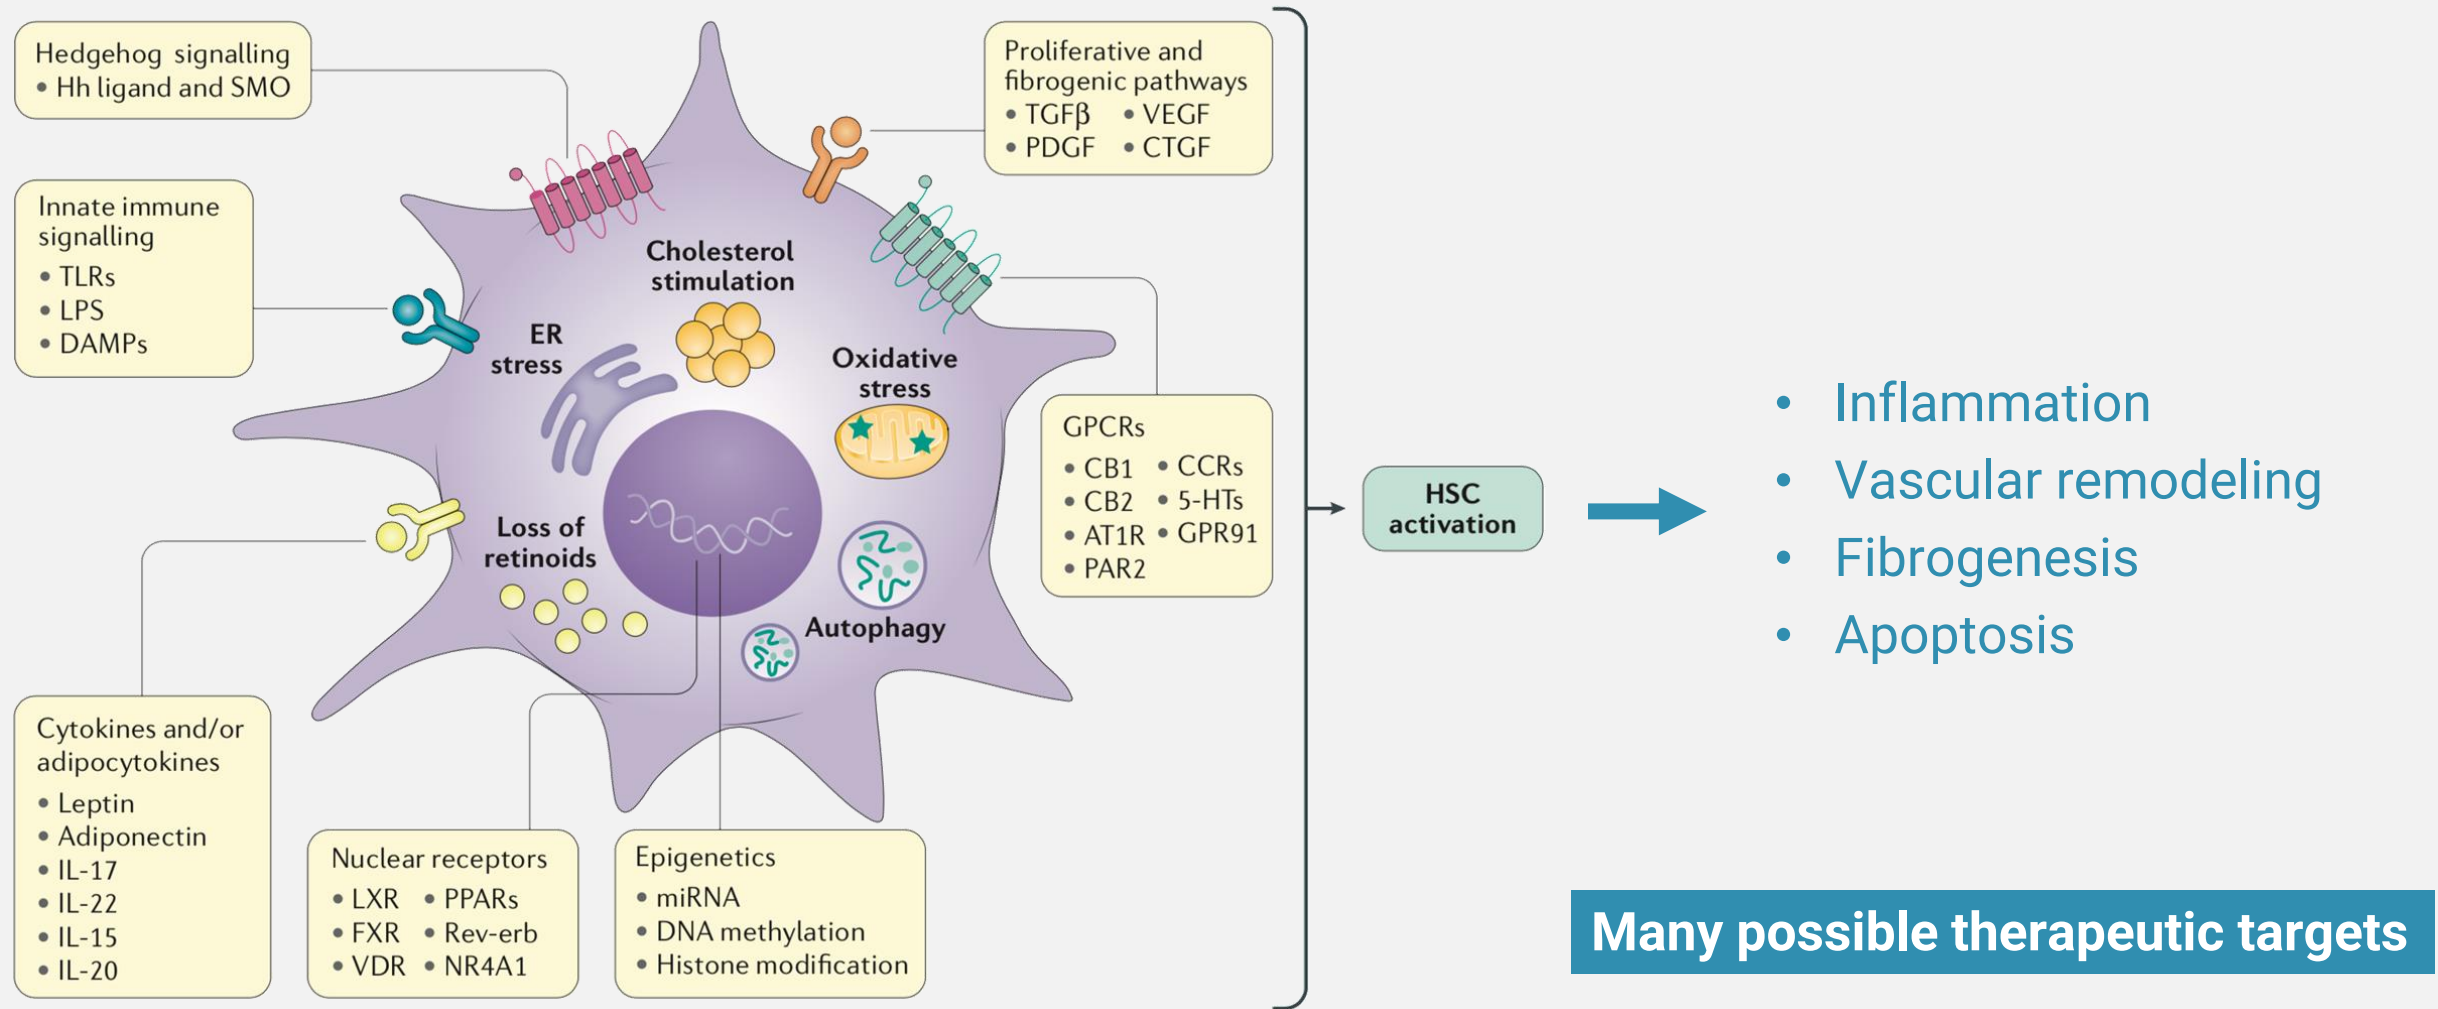 Hedgehog signalling
• Hh ligand and SMO
Innate immune
signalling
• TLRs
• LPS
• DAMPs
Cytokines and/or
adipocytokines
• Leptin
• Adiponectin
• IL-17
• IL-22
• IL-15
• IL-20
Cholesterol
stimulation
ER
stress
Oxidative
stress
Loss of
retinoids
Autophagy
Nuclear receptors
• LXR • PPARs
• FXR • Rev-erb
• VDR • NR4A1
Epigenetics
• miRNA
• DNA methylation
• Histone modification
Proliferative and
fibrogenic pathways
• TGFβ • VEGF
• PDGF • CTGF
GPCRs
• CB1 • CCRs
• CB2 • 5-HTs
• AT1R • GPR91
• PAR2
HSC
activation
• Inflammation
• Vascular remodeling
• Fibrogenesis
• Apoptosis
Many possible therapeutic targets